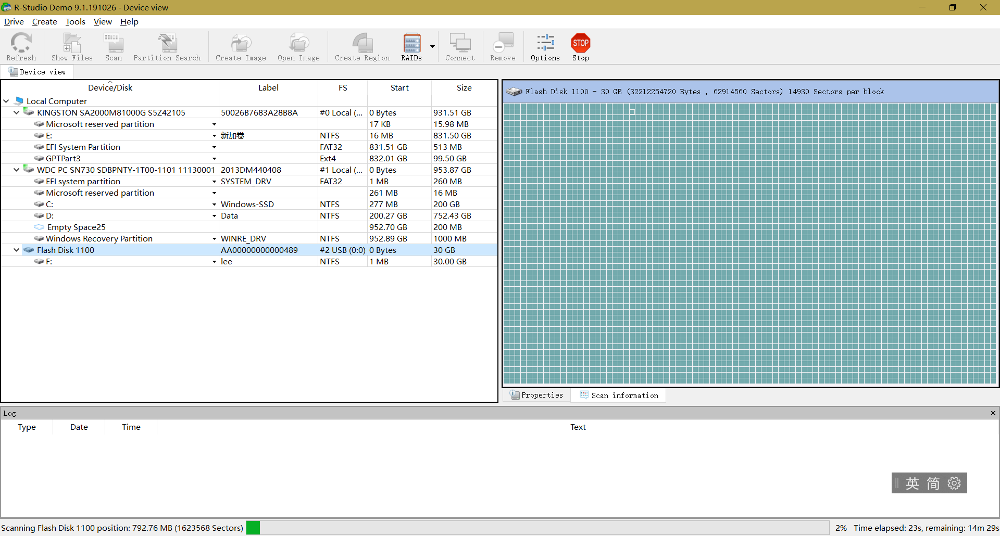 R-Studio Demo 9.1.191026 - Device view
Drive Create Tools View Help
Refresh Show Files Scan Partition Search Create Image Open Image Create Region RAIDs Connect Remove Options STOP Stop
Device view
Device/Disk Label FS Start Size
Local Computer
KINGSTON SA2000M81000G S5Z42105 50026B7683A28B8A #0 Local (... 0 Bytes 931.51 GB
Microsoft reserved partition 17 KB 15.98 MB
E: 新加卷 NTFS 16 MB 831.50 GB
EFI System Partition FAT32 831.51 GB 513 MB
GPTPart3 Ext4 832.01 GB 99.50 GB
WDC PC SN730 SDBPNTY-1T00-1101 11130001 2013DM440408 #1 Local (... 0 Bytes 953.87 GB
EFI system partition SYSTEM_DRV FAT32 1 MB 260 MB
Microsoft reserved partition 261 MB 16 MB
C: Windows-SSD NTFS 277 MB 200 GB
D: Data NTFS 200.27 GB 752.43 GB
Empty Space25 952.70 GB 200 MB
Windows Recovery Partition WINRE_DRV NTFS 952.89 GB 1000 MB
Flash Disk 1100 AA00000000000489 #2 USB (0:0) 0 Bytes 30 GB
F: lee NTFS 1 MB 30.00 GB
Flash Disk 1100 - 30 GB (32212254720 Bytes , 62914560 Sectors) 14930 Sectors per block
Properties Scan information
Log
Type Date Time Text
英 简
Scanning Flash Disk 1100 position: 792.76 MB (1623568 Sectors) 2% Time elapsed: 23s, remaining: 14m 29s